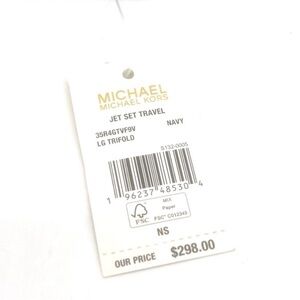 MICHAEL
MICHAEL KORS
JET SET TRAVEL
35R4GTVF9V NAVY
LG TRIFOLD
S132-0005
1 96237 48530 4
FSC
MIX
Paper
FSC® C012343
NS
OUR PRICE $298.00